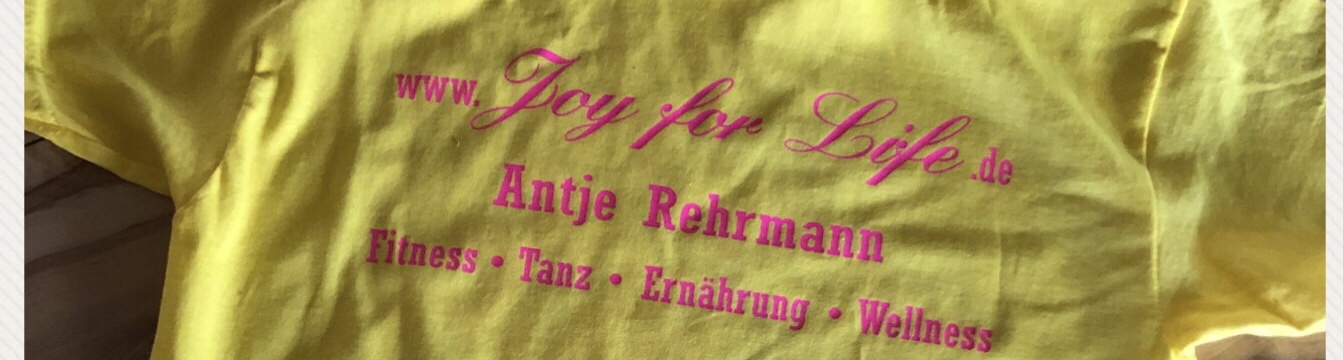 www. Joy for Life .de
Antje Rehrmann
Fitness • Tanz • Ernährung • Wellness